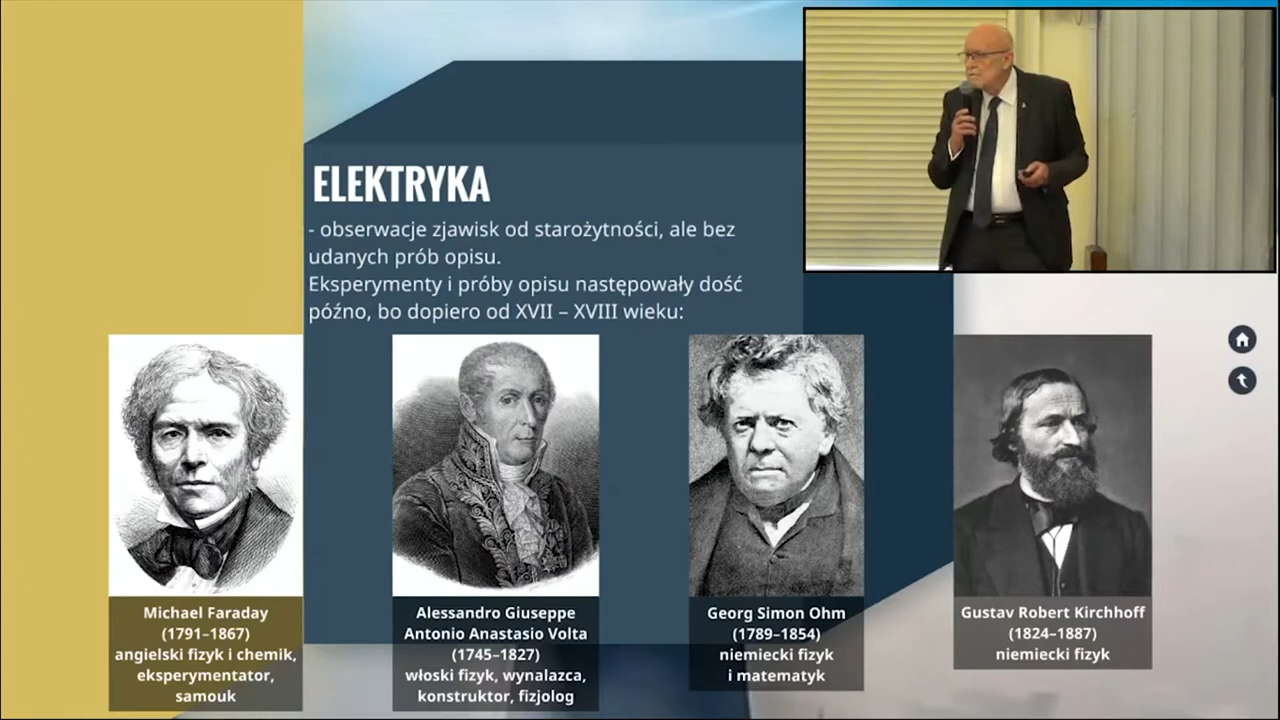 ELEKTRYKA
- obserwacje zjawisk od starożytności, ale bez
udanych prób opisu.
Eksperymenty i próby opisu następowały dość
późno, bo dopiero od XVII – XVIII wieku:
Michael Faraday
(1791–1867)
angielski fizyk i chemik,
eksperymentator,
samouk
Alessandro Giuseppe
Antonio Anastasio Volta
(1745–1827)
włoski fizyk, wynalazca,
konstruktor, fizjolog
Georg Simon Ohm
(1789–1854)
niemiecki fizyk
i matematyk
Gustav Robert Kirchhoff
(1824–1887)
niemiecki fizyk